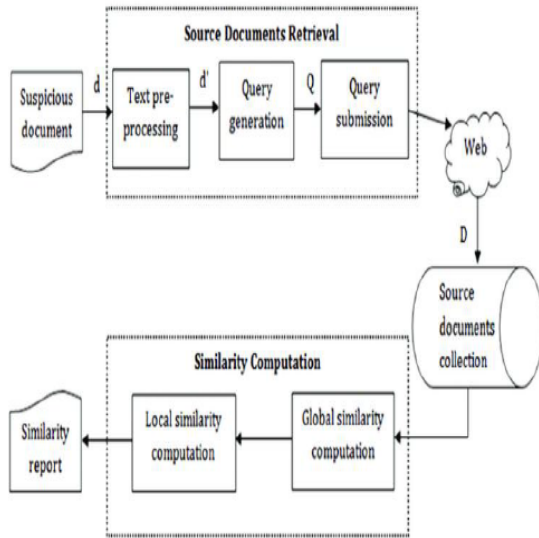 Source Documents Retrieval
Suspicious
document
d
Text pre-
processing
d'
Query
generation
Q
Query
submission
Web
D
Source
documents
collection
Similarity Computation
Global similarity
computation
Local similarity
computation
Similarity
report